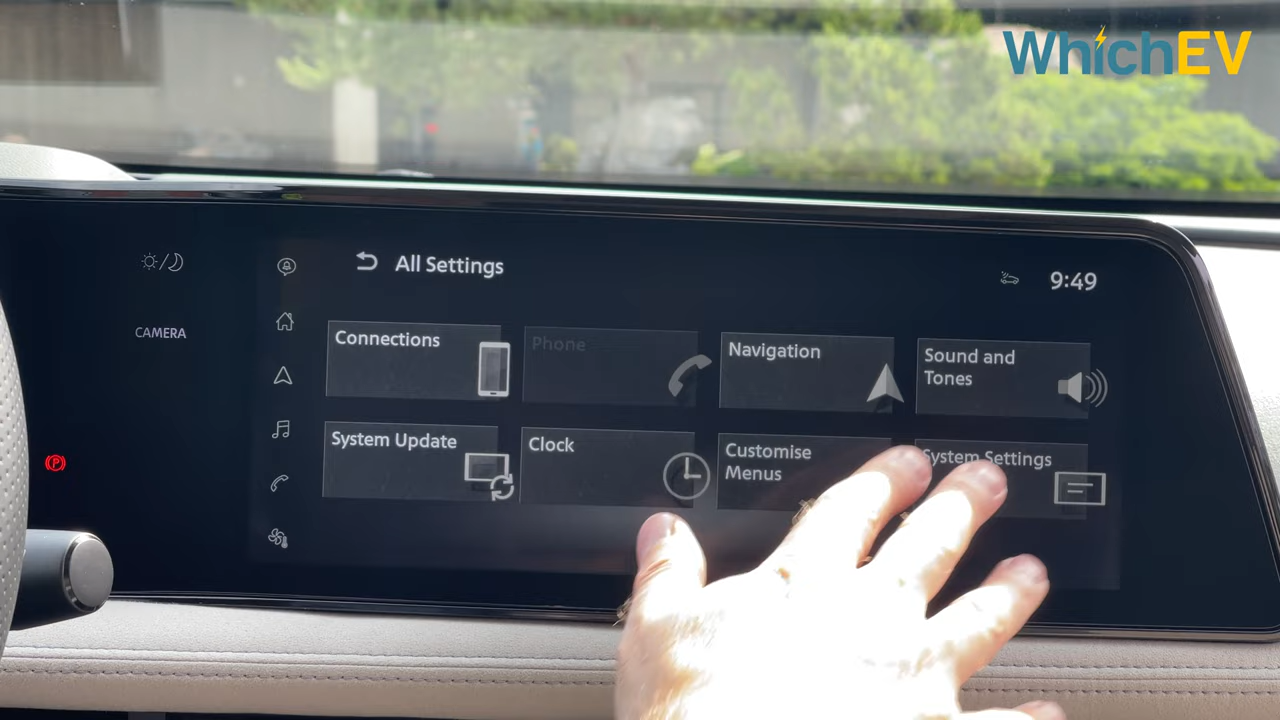 WhichEV
All Settings
9:49
CAMERA
Connections
Phone
Navigation
Sound and
Tones
System Update
Clock
Customise
Menus
System Settings
P